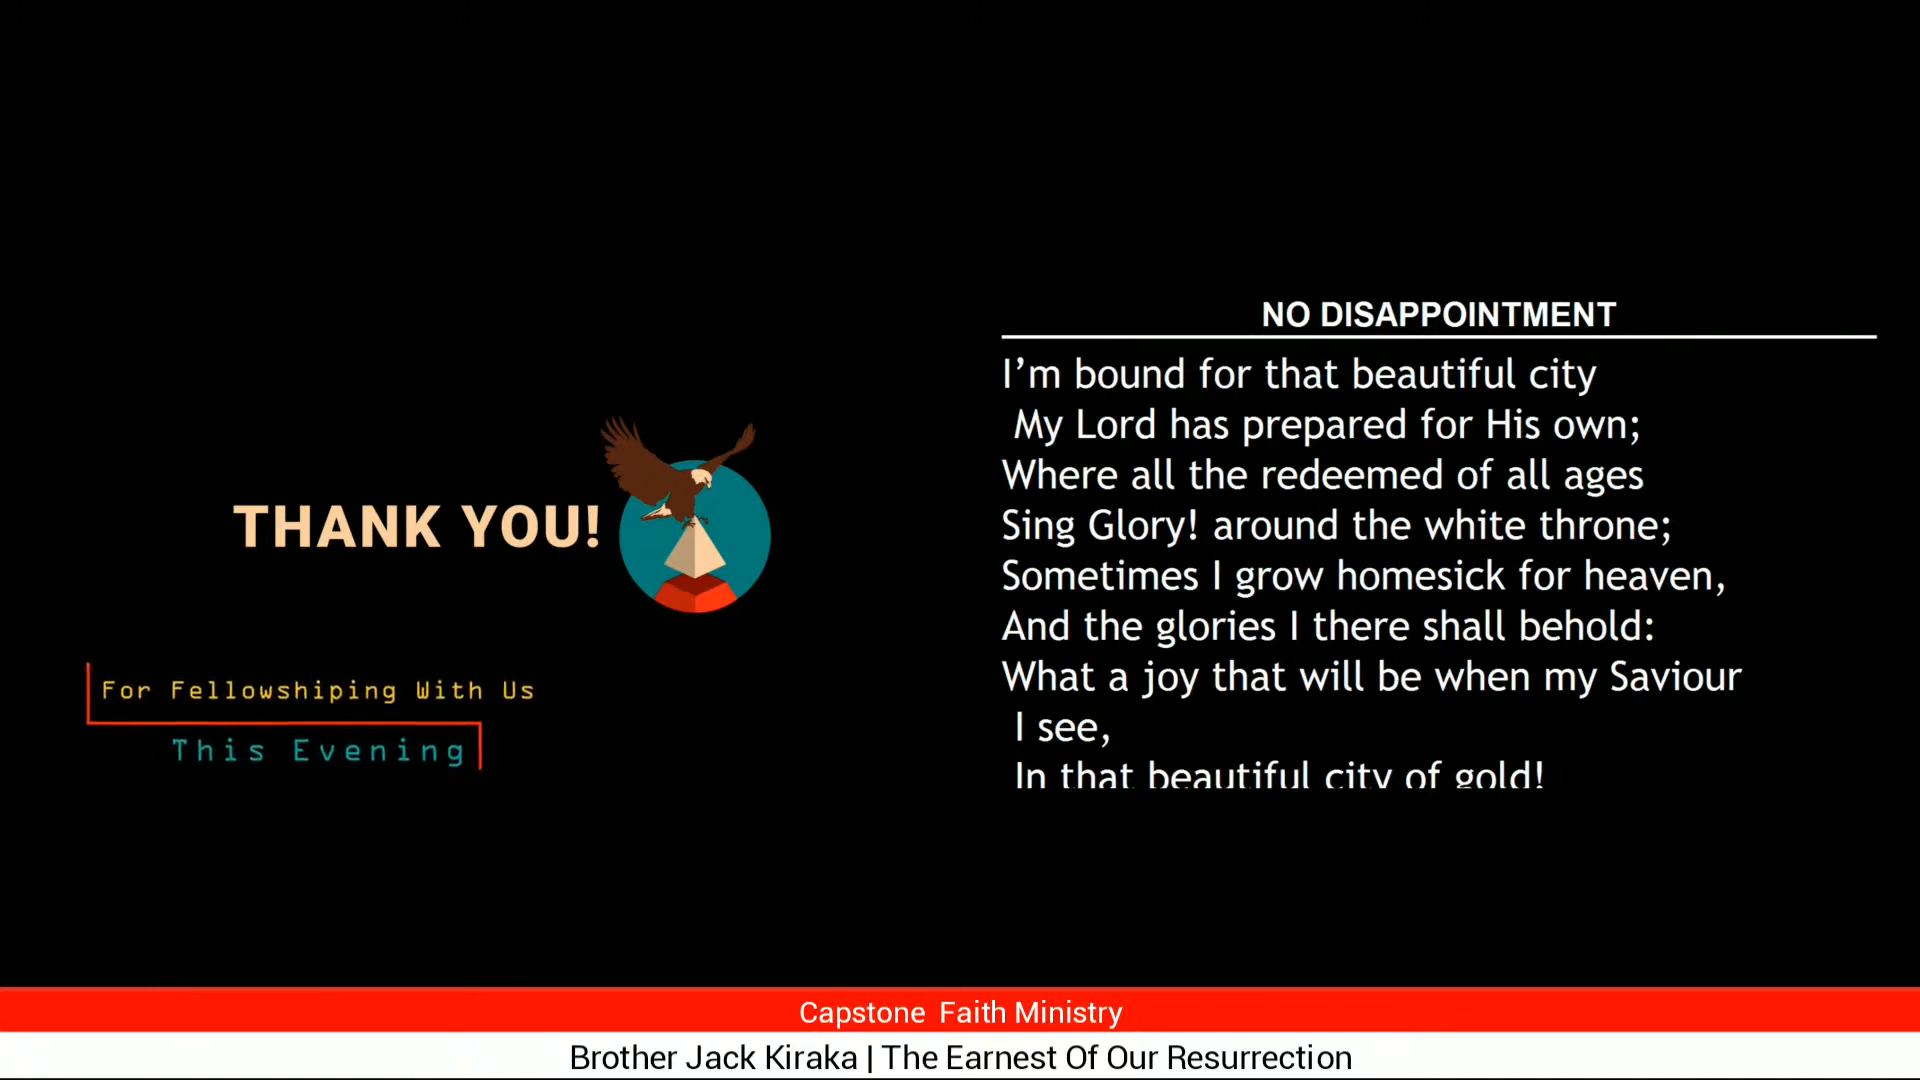 THANK YOU!
For Fellowshiping With Us
This Evening
NO DISAPPOINTMENT
I’m bound for that beautiful city
My Lord has prepared for His own;
Where all the redeemed of all ages
Sing Glory! around the white throne;
Sometimes I grow homesick for heaven,
And the glories I there shall behold:
What a joy that will be when my Saviour
I see,
In that beautiful city of gold!
Capstone Faith Ministry
Brother Jack Kiraka | The Earnest Of Our Resurrection